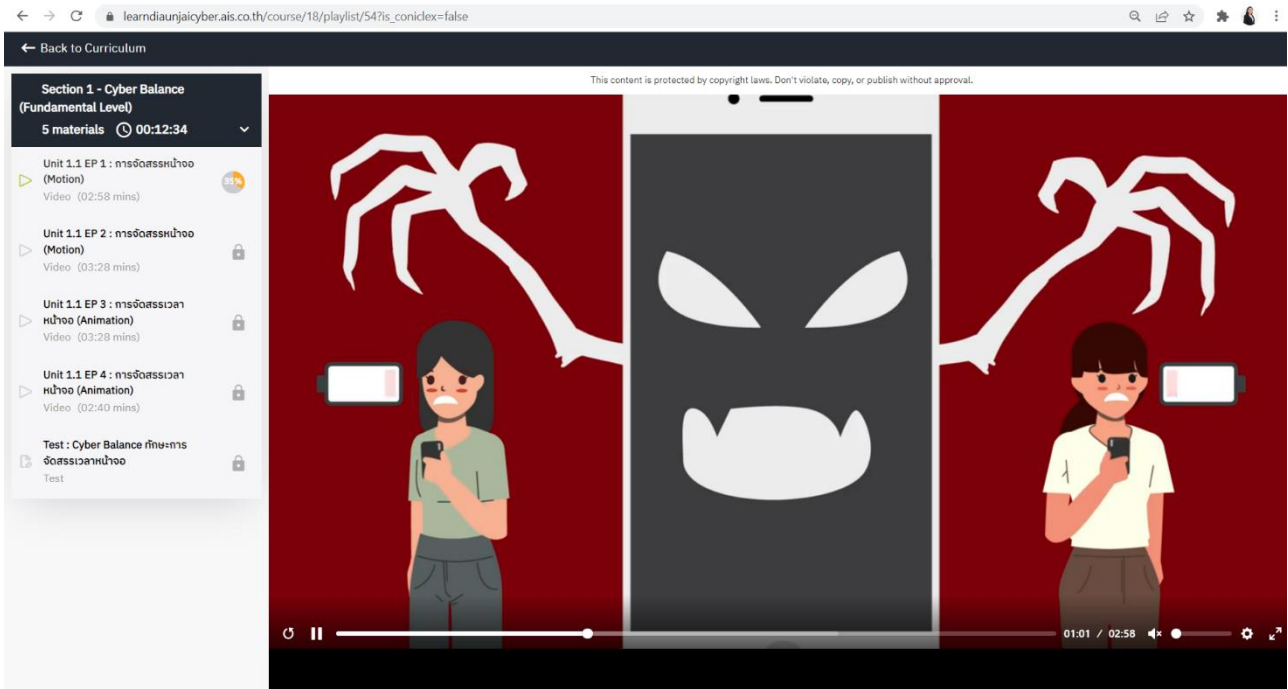 learndiaunjaicyber.ais.co.th/course/18/playlist/54?is_coniclex=false
← Back to Curriculum
This content is protected by copyright laws. Don't violate, copy, or publish without approval.
Section 1 - Cyber Balance
(Fundamental Level)
5 materials 00:12:34
Unit 1.1 EP 1 : การจัดสรรหน้าจอ
(Motion)
Video (02:58 mins)
35%
Unit 1.1 EP 2 : การจัดสรรหน้าจอ
(Motion)
Video (03:28 mins)
Unit 1.1 EP 3 : การจัดสรรเวลา
หน้าจอ (Animation)
Video (03:28 mins)
Unit 1.1 EP 4 : การจัดสรรเวลา
หน้าจอ (Animation)
Video (02:40 mins)
Test : Cyber Balance ทักษะการ
จัดสรรเวลาหน้าจอ
Test
01:01 / 02:58